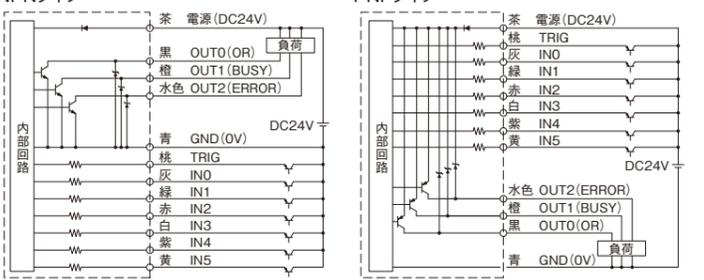 茶 電源(DC24V)
黒 OUT0(OR)
負荷
橙 OUT1(BUSY)
水色 OUT2(ERROR)
DC24V
内部回路
青 GND(0V)
桃 TRIG
灰 IN0
緑 IN1
赤 IN2
白 IN3
紫 IN4
黄 IN5
茶 電源(DC24V)
桃 TRIG
灰 IN0
緑 IN1
赤 IN2
白 IN3
紫 IN4
黄 IN5
内部回路
DC24V
水色 OUT2(ERROR)
橙 OUT1(BUSY)
黒 OUT0(OR)
負荷
青 GND(0V)